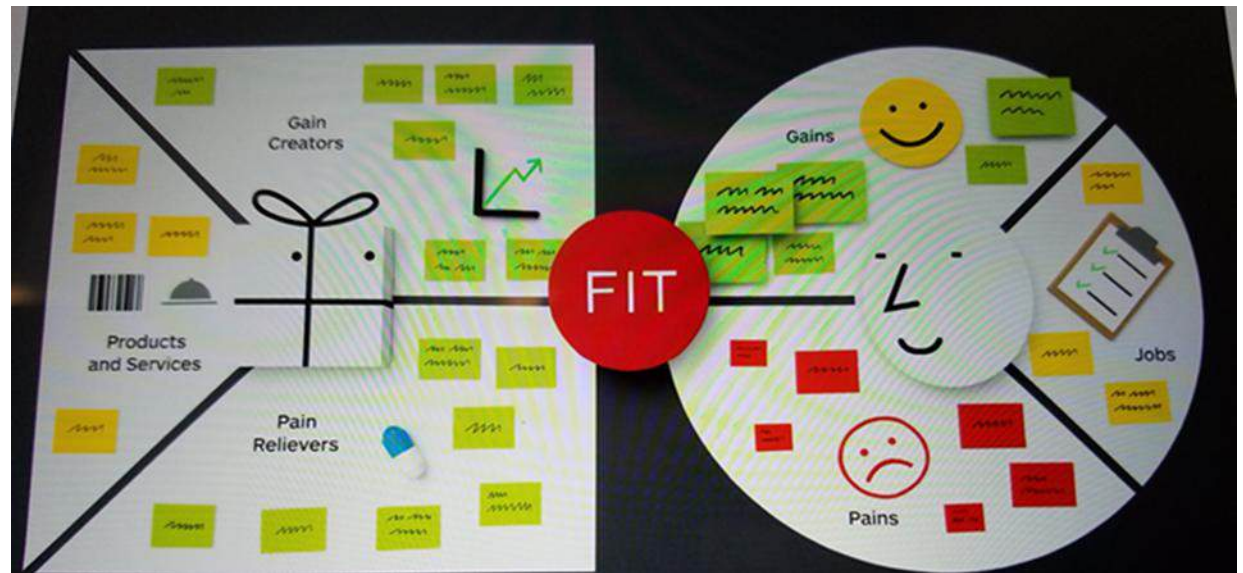 Gain
Creators
Products
and Services
Pain
Relievers
FIT
Gains
Jobs
Pains